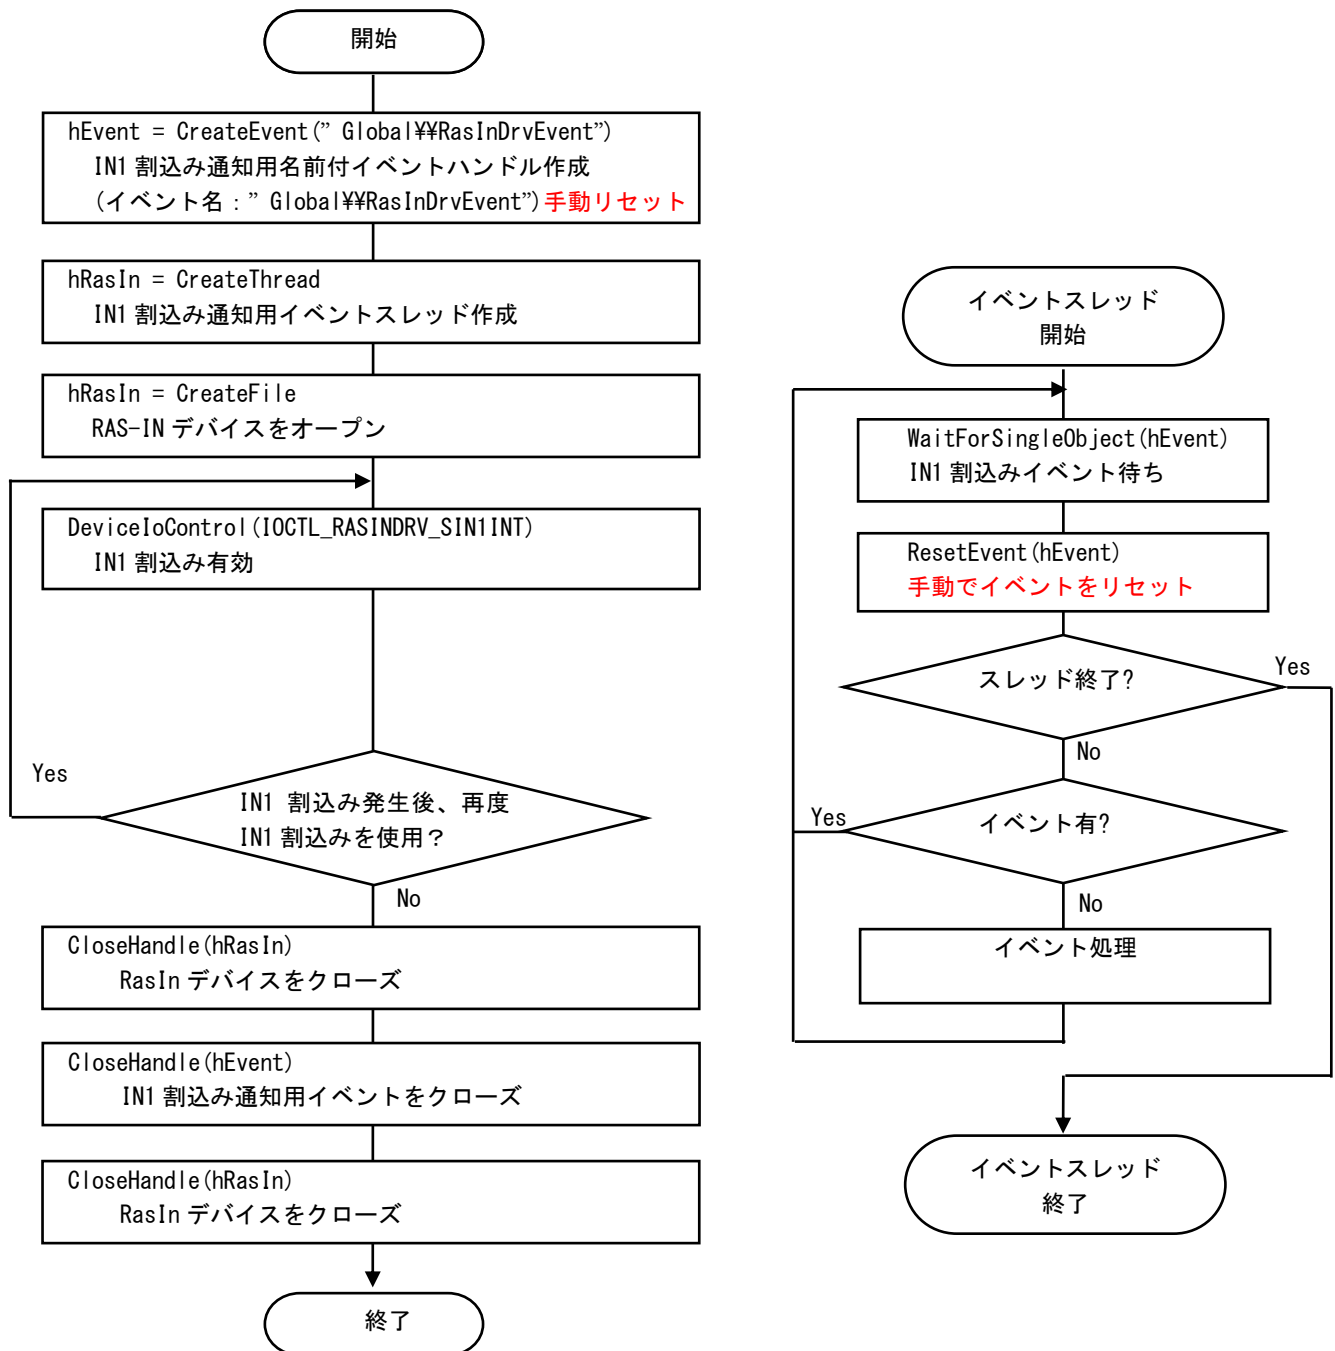 開始
hEvent = CreateEvent(” Global¥¥RasInDrvEvent”)
IN1 割込み通知用名前付イベントハンドル作成
(イベント名：” Global¥¥RasInDrvEvent”)手動リセット
hRasIn = CreateThread
IN1 割込み通知用イベントスレッド作成
hRasIn = CreateFile
RAS-IN デバイスをオープン
DeviceIoControl(IOCTL_RASINDRV_SIN1INT)
IN1 割込み有効
Yes
IN1 割込み発生後、再度
IN1 割込みを使用？
No
CloseHandle(hRasIn)
RasIn デバイスをクローズ
CloseHandle(hEvent)
IN1 割込み通知用イベントをクローズ
CloseHandle(hRasIn)
RasIn デバイスをクローズ
終了
イベントスレッド
開始
WaitForSingleObject(hEvent)
IN1 割込みイベント待ち
ResetEvent(hEvent)
手動でイベントをリセット
スレッド終了?
Yes
No
イベント有?
Yes
No
イベント処理
イベントスレッド
終了